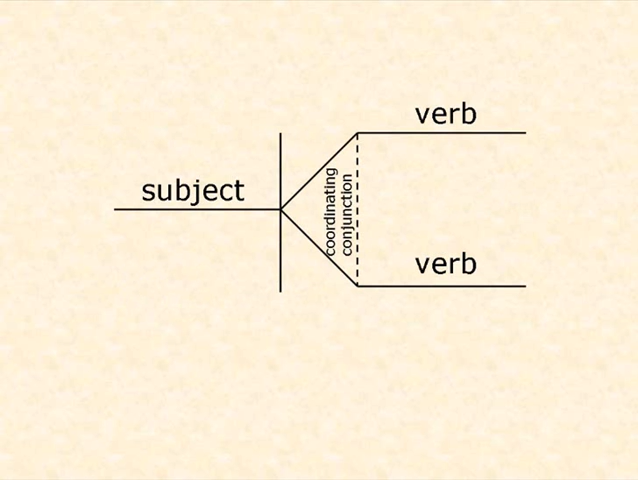 verb
subject
coordinating
conjunction
verb